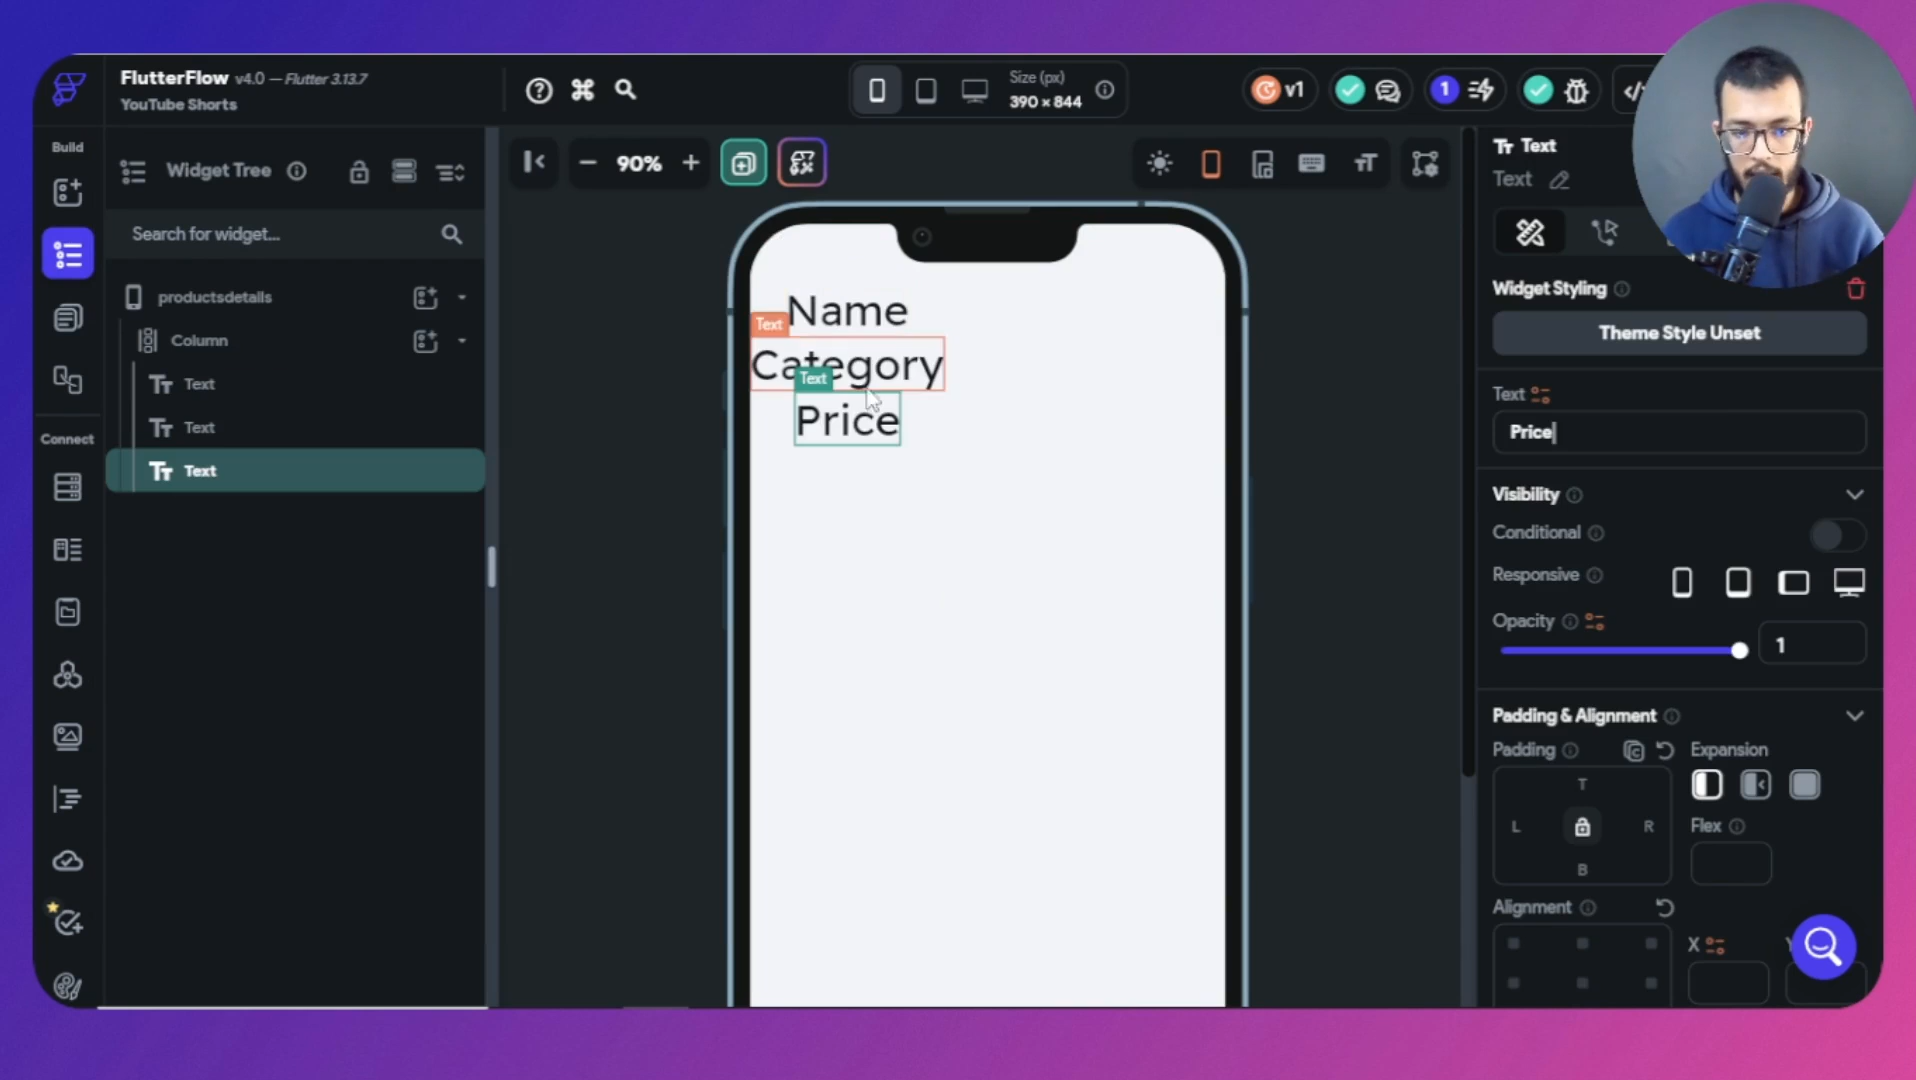 FlutterFlow v4.0 — Flutter 3.13.7
YouTube Shorts
Size (px)
390 × 844
v1
1
</>
Build
Connect
Widget Tree
Search for widget...
productsdetails
Column
Text
Text
Text
90%
Name
Text
Category
Text
Price
Text
Text
Widget Styling
Theme Style Unset
Text
Price
Visibility
Conditional
Responsive
Opacity
1
Padding & Alignment
Padding
Expansion
T
L
R
B
Flex
Alignment
X
Y